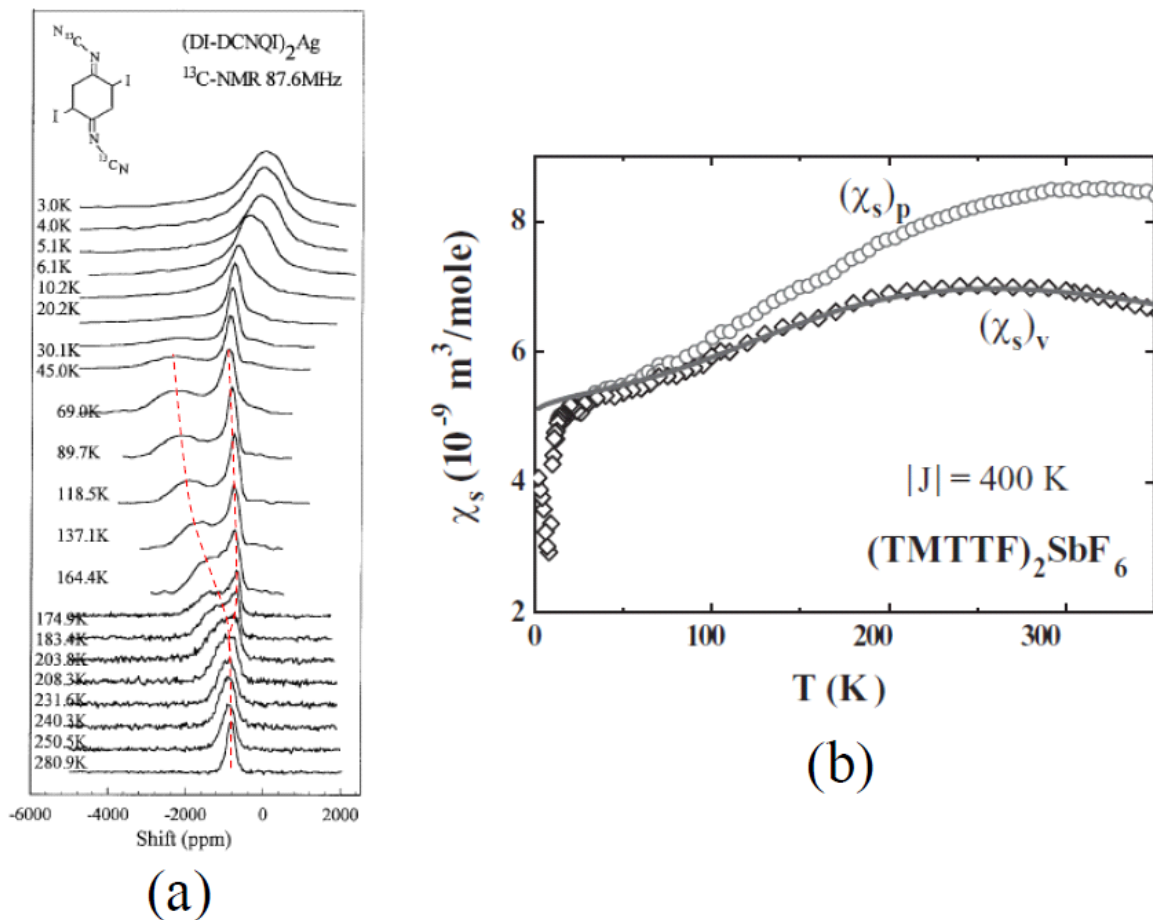 N
13C
N
I
I
N
13CN
(DI-DCNQI)2Ag
13C-NMR 87.6MHz
3.0K
4.0K
5.1K
6.1K
10.2K
20.2K
30.1K
45.0K
69.0K
89.7K
118.5K
137.1K
164.4K
174.9K
183.4K
203.8K
208.3K
231.6K
240.3K
250.5K
280.9K
-6000 -4000 -2000 0 2000
Shift (ppm)
(a)
χs (10-9 m3/mole)
8
6
4
2
(χs)p
(χs)v
|J| = 400 K
(TMTTF)2SbF6
0 100 200 300
T (K)
(b)